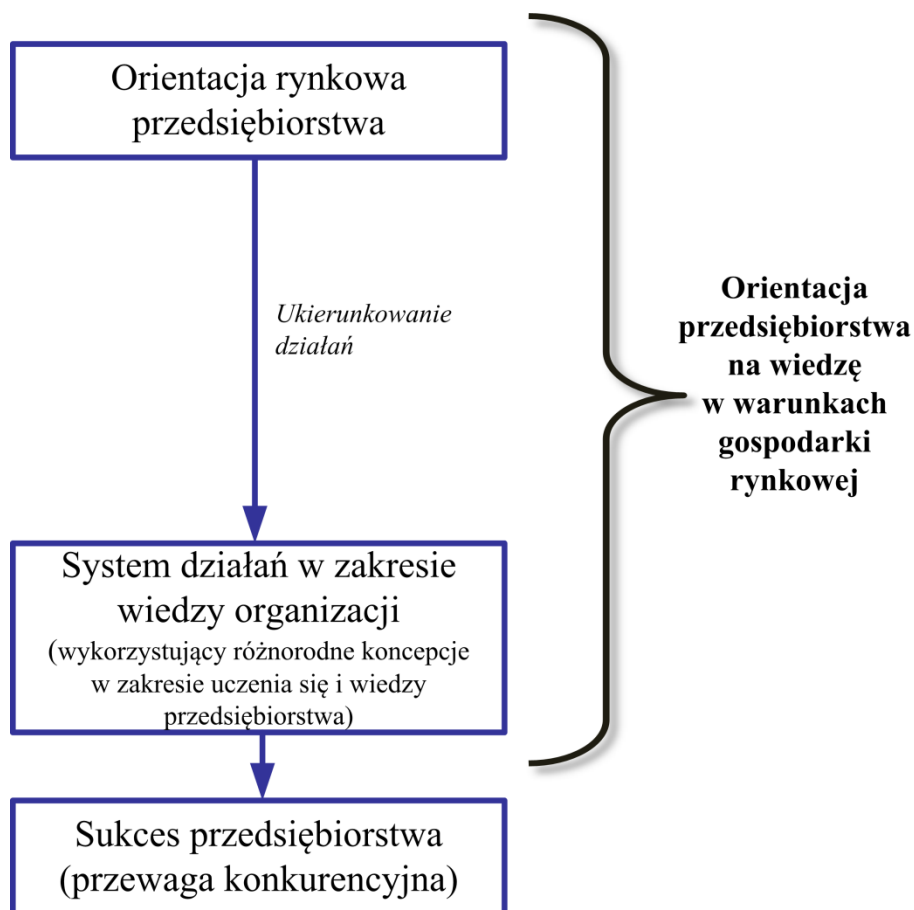 Orientacja rynkowa
przedsiębiorstwa
Ukierunkowanie
działań
Orientacja
przedsiębiorstwa
na wiedzę
w warunkach
gospodarki
rynkowej
System działań w zakresie
wiedzy organizacji
(wykorzystujący różnorodne koncepcje
w zakresie uczenia się i wiedzy
przedsiębiorstwa)
Sukces przedsiębiorstwa
(przewaga konkurencyjna)